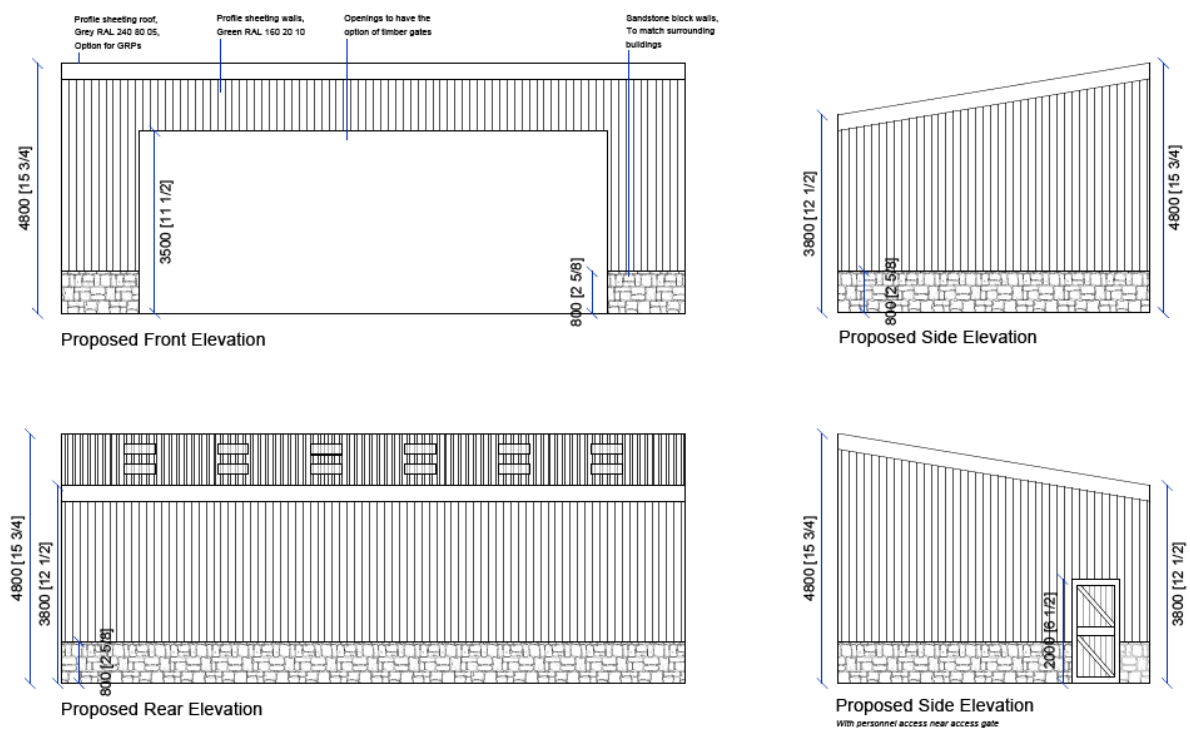 Profile sheeting roof,
Grey RAL 240 80 05,
Option for GRPs
Profile sheeting walls,
Green RAL 160 20 10
Openings to have the
option of timber gates
Sandstone block walls,
To match surrounding
buildings
4800 [15 3/4]
3500 [11 1/2]
800 [2 5/8]
Proposed Front Elevation
3800 [12 1/2]
800 [2 5/8]
4800 [15 3/4]
Proposed Side Elevation
4800 [15 3/4]
3800 [12 1/2]
800 [2 5/8]
Proposed Rear Elevation
4800 [15 3/4]
2000 [6 1/2]
3800 [12 1/2]
Proposed Side Elevation
With personnel access near access gate